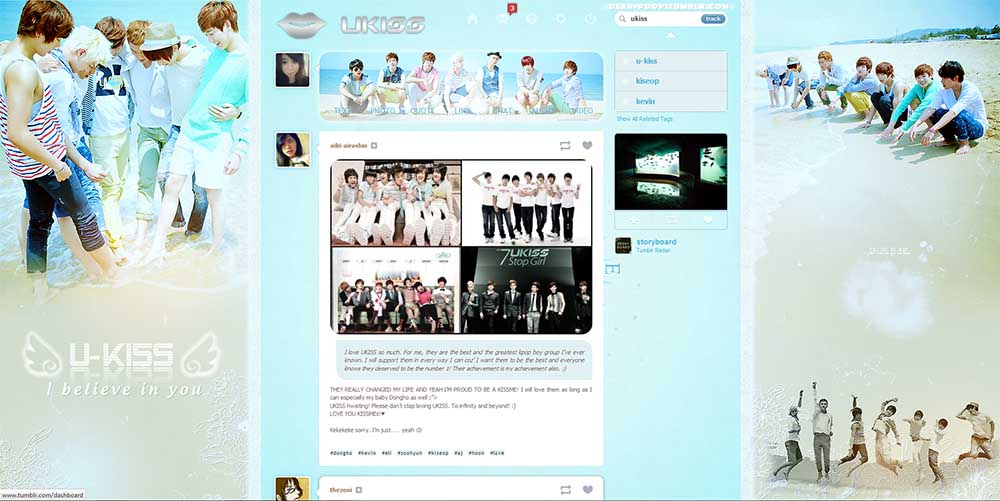 3
UKISS
ukiss
track
u-kiss
kiseop
kevin
Show All Related Tags
TEXT PHOTO QUOTE LINK CHAT VIDEO
aiki-airashin
7UKISS
Stop Girl
I love UKISS so much. For me, they are the best and the greatest kpop boy group I've ever
known. I will support them in every way I can coz' I want them to be the best and everyone
knows they deserved to be the number 1! Their achievement is my achievement also. :)
THEY REALLY CHANGED MY LIFE AND YEAH I'M PROUD TO BE A KISSME! I will love them as long as I
can especially my baby Dongho as well :">
UKISS hwaiting! Please don't stop loving UKISS. To infinity and beyond! :)
LOVE YOU KISSMEs!♥
Kekekeke sorry. I'm just..... yeah :D
#dongho #kevin #eli #soohyun #kiseop #aj #hoon #love
thezoni
storyboard
Tumblr Radar
U-KISS
I believe in you
www.tumblr.com/dashboard